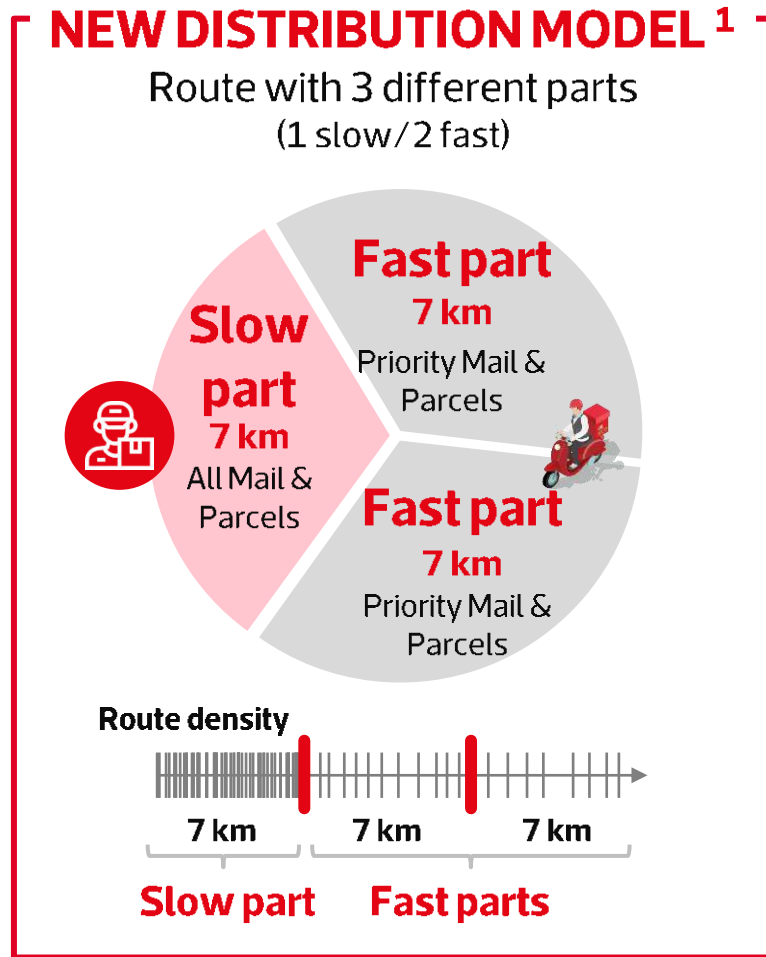 NEW DISTRIBUTION MODEL 1
Route with 3 different parts
(1 slow/2 fast)
Fast part
7 km
Priority Mail &
Parcels
Slow
part
7 km
All Mail &
Parcels
Fast part
7 km
Priority Mail &
Parcels
Route density
7 km 7 km 7 km
Slow part Fast parts